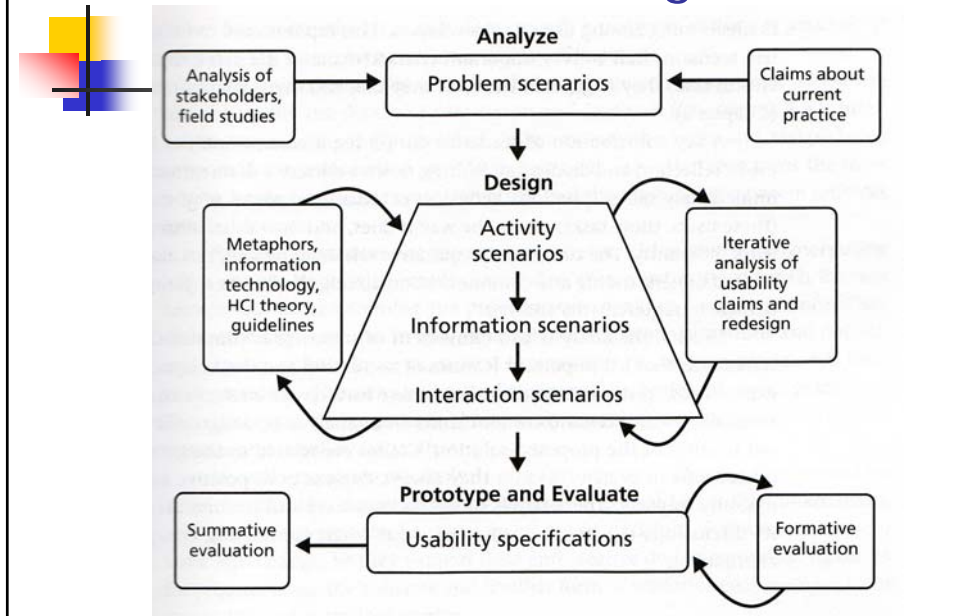 Analyze
Analysis of
stakeholders,
field studies
Problem scenarios
Claims about
current
practice
Design
Metaphors,
information
technology,
HCI theory,
guidelines
Activity
scenarios
Information scenarios
Interaction scenarios
Iterative
analysis of
usability
claims and
redesign
Prototype and Evaluate
Summative
evaluation
Usability specifications
Formative
evaluation